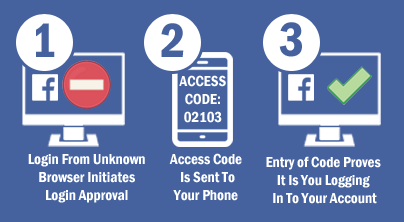 1
f
Login From Unknown
Browser Initiates
Login Approval
2
ACCESS
CODE:
02103
Access Code
Is Sent To
Your Phone
3
f
Entry of Code Proves
It Is You Logging
In To Your Account